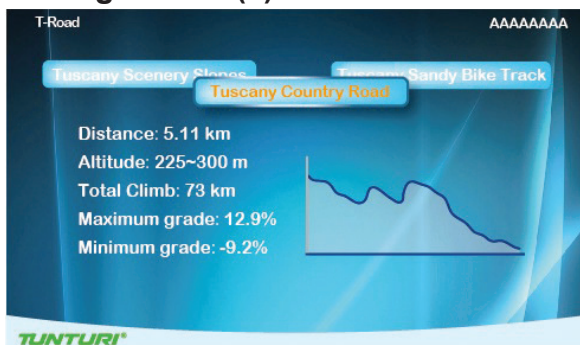 T-Road
AAAAAAAA
Tuscany Scenery Slopes
Tuscany Sandy Bike Track
Tuscany Country Road
Distance: 5.11 km
Altitude: 225~300 m
Total Climb: 73 km
Maximum grade: 12.9%
Minimum grade: -9.2%
TUNTURI®